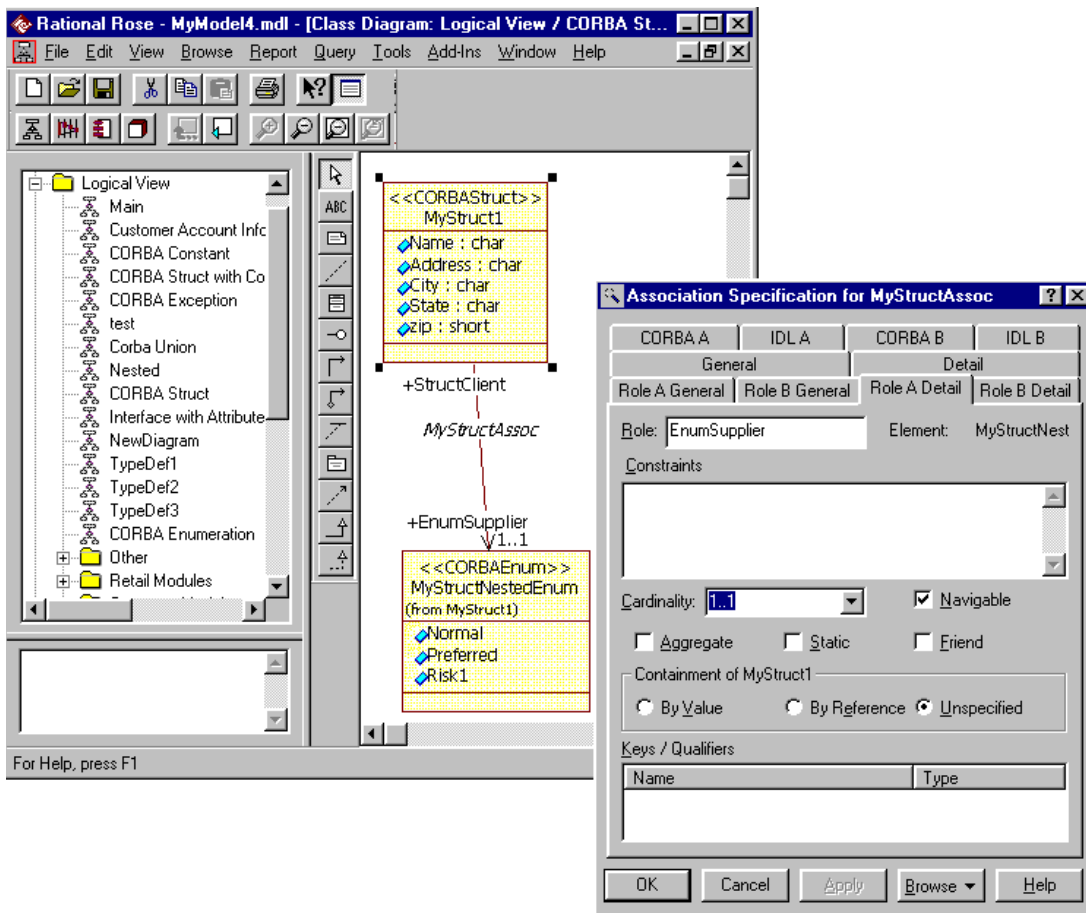 Rational Rose - MyModel4.mdl - [Class Diagram: Logical View / CORBA St...
File Edit View Browse Report Query Tools Add-Ins Window Help
Logical View
Main
Customer Account Infc
CORBA Constant
CORBA Struct with Co
CORBA Exception
test
Corba Union
Nested
CORBA Struct
Interface with Attribute
NewDiagram
TypeDef1
TypeDef2
TypeDef3
CORBA Enumeration
Other
Retail Modules
For Help, press F1
ABC
<<CORBAStruct>>
MyStruct1
Name : char
Address : char
City : char
State : char
zip : short
+StructClient
MyStructAssoc
+EnumSupplier
1..1
<<CORBAEnum>>
MyStructNestedEnum
(from MyStruct1)
Normal
Preferred
Risk1
Association Specification for MyStructAssoc
CORBA A IDL A CORBA B IDL B
General Detail
Role A General Role B General Role A Detail Role B Detail
Role: EnumSupplier Element: MyStructNest
Constraints
Cardinality: 1..1 Navigable
Aggregate Static Friend
Containment of MyStruct1
By Value By Reference Unspecified
Keys / Qualifiers
Name Type
OK Cancel Apply Browse Help